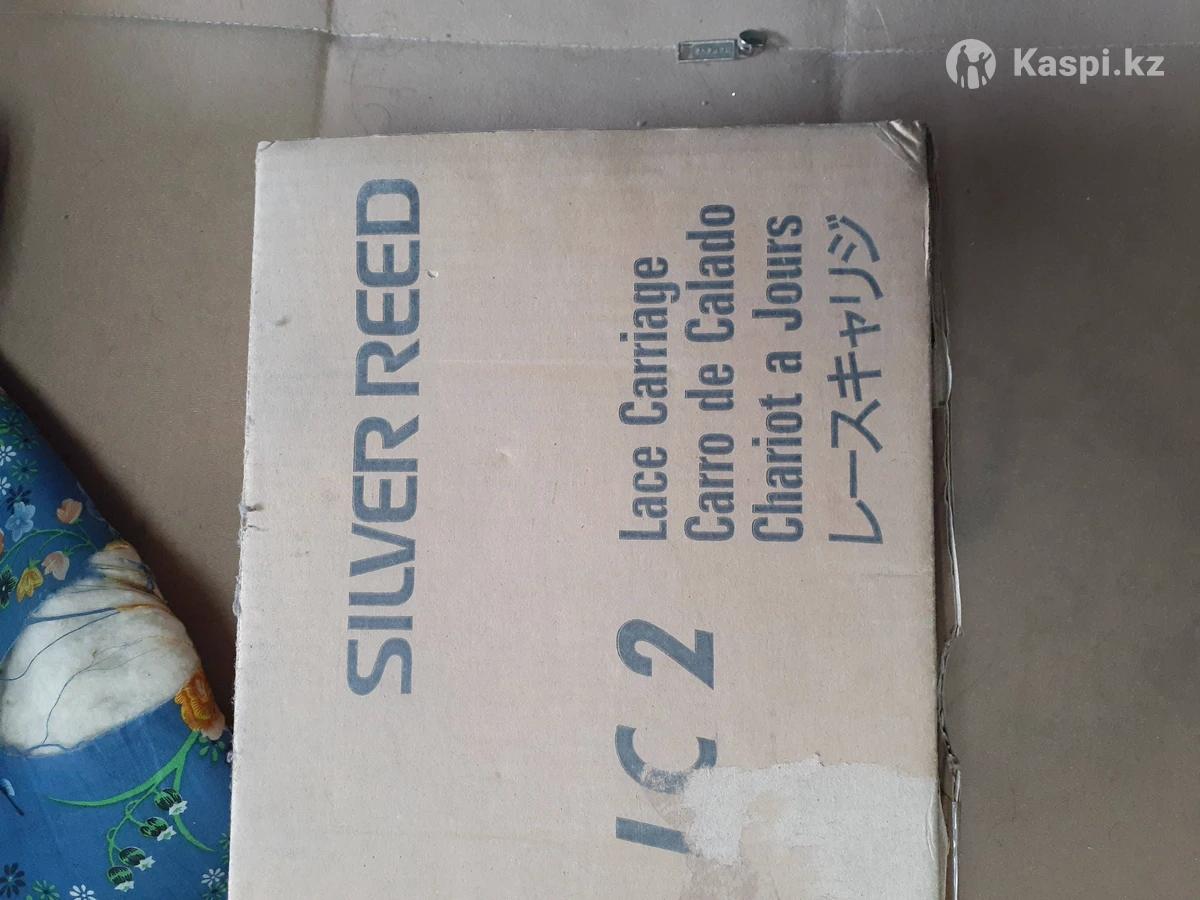 Kaspi.kz
SILVER REED
LC 2
Lace Carriage
Carro de Calado
Chariot a Jours
レースキャリジ